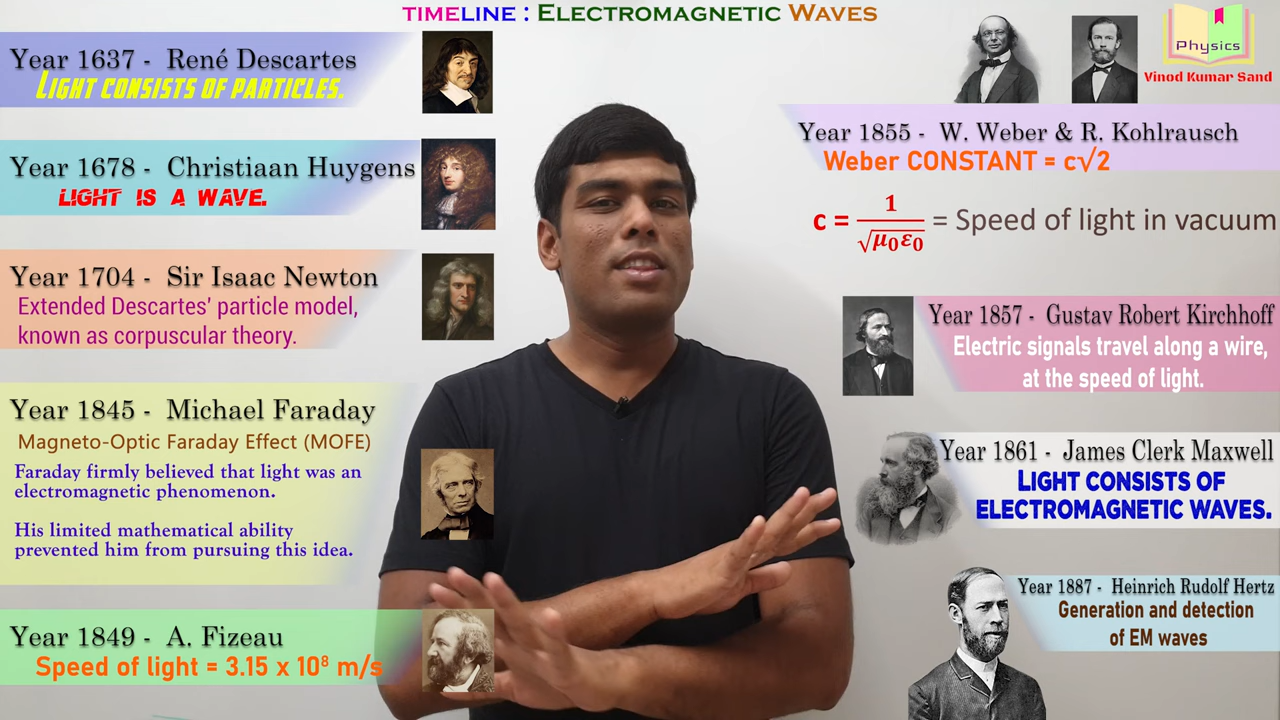 TIMELINE : ELECTROMAGNETIC WAVES
Physics
Vinod Kumar Sand
Year 1637 - René Descartes
LIGHT CONSISTS OF PARTICLES.
Year 1678 - Christiaan Huygens
LIGHT IS A WAVE.
Year 1704 - Sir Isaac Newton
Extended Descartes' particle model,
known as corpuscular theory.
Year 1845 - Michael Faraday
Magneto-Optic Faraday Effect (MOFE)
Faraday firmly believed that light was an
electromagnetic phenomenon.
His limited mathematical ability
prevented him from pursuing this idea.
Year 1849 - A. Fizeau
Speed of light = 3.15 x 10⁸ m/s
Year 1855 - W. Weber & R. Kohlrausch
Weber CONSTANT = c√2
c = 1/√μ₀ε₀ = Speed of light in vacuum
Year 1857 - Gustav Robert Kirchhoff
Electric signals travel along a wire,
at the speed of light.
Year 1861 - James Clerk Maxwell
LIGHT CONSISTS OF
ELECTROMAGNETIC WAVES.
Year 1887 - Heinrich Rudolf Hertz
Generation and detection
of EM waves